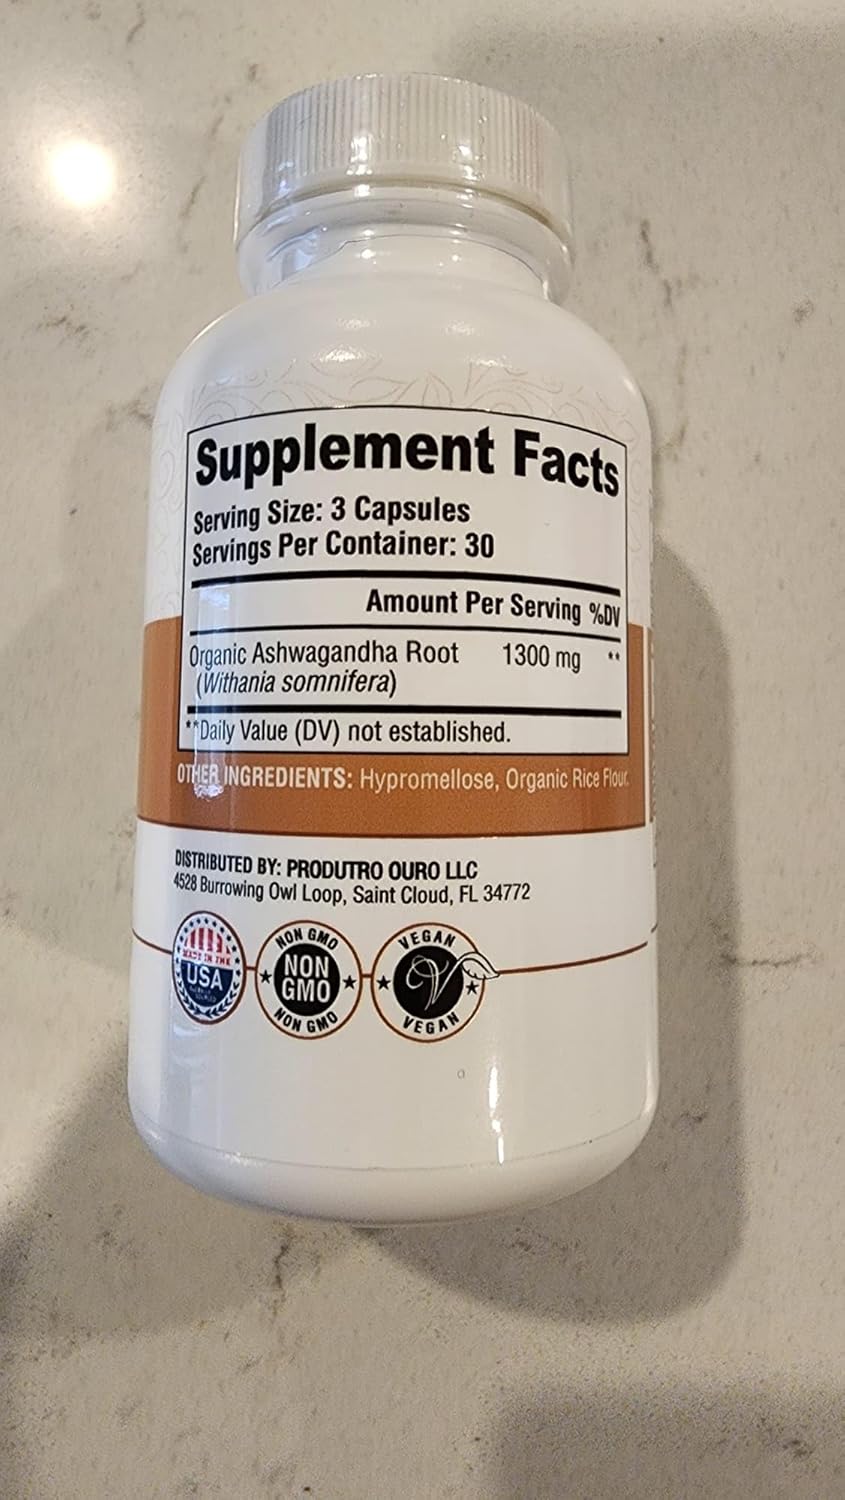 Supplement Facts
Serving Size: 3 Capsules
Servings Per Container: 30
Amount Per Serving %DV
Organic Ashwagandha Root 1300 mg **
(Withania somnifera)
**Daily Value (DV) not established.
OTHER INGREDIENTS: Hypromellose, Organic Rice Flour.
DISTRIBUTED BY: PRODUTRO OURO LLC
4528 Burrowing Owl Loop, Saint Cloud, FL 34772
MADE IN THE
USA
NON GMO
NON
GMO
NON GMO
VEGAN
V
VEGAN